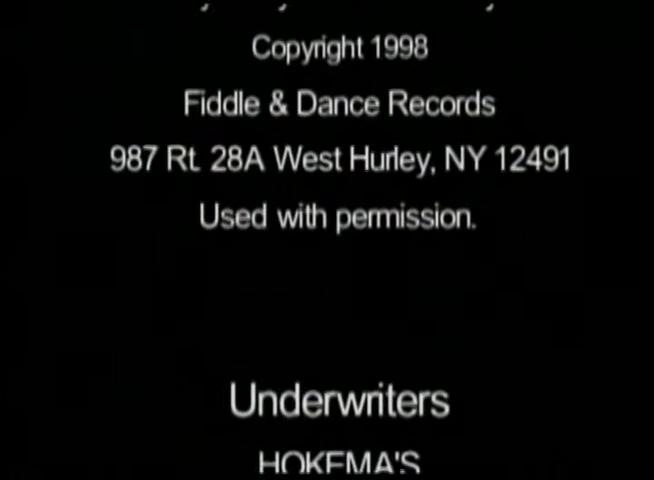 Copyright 1998
Fiddle & Dance Records
987 Rt. 28A West Hurley, NY 12491
Used with permission.
Underwriters
HOKEMA'S